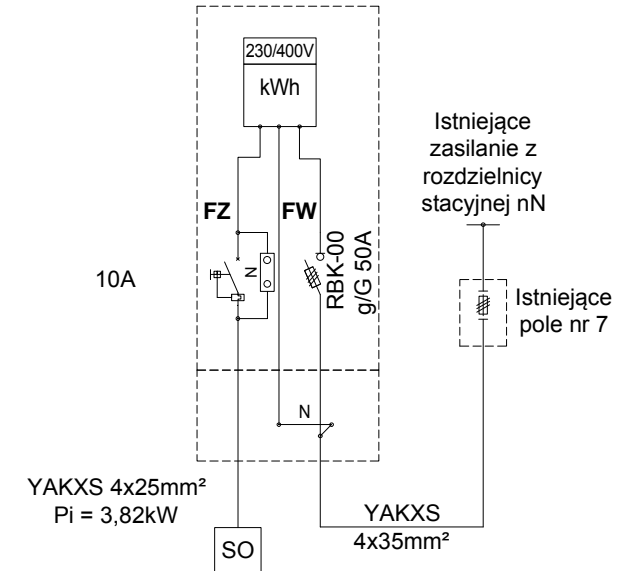 230/400V
kWh
Istniejące
zasilanie z
rozdzielnicy
stacyjnej nN
FZ
FW
N
RBK-00
g/G 50A
10A
Istniejące
pole nr 7
N
YAKXS 4x25mm²
Pi = 3,82kW
YAKXS
4x35mm²
SO